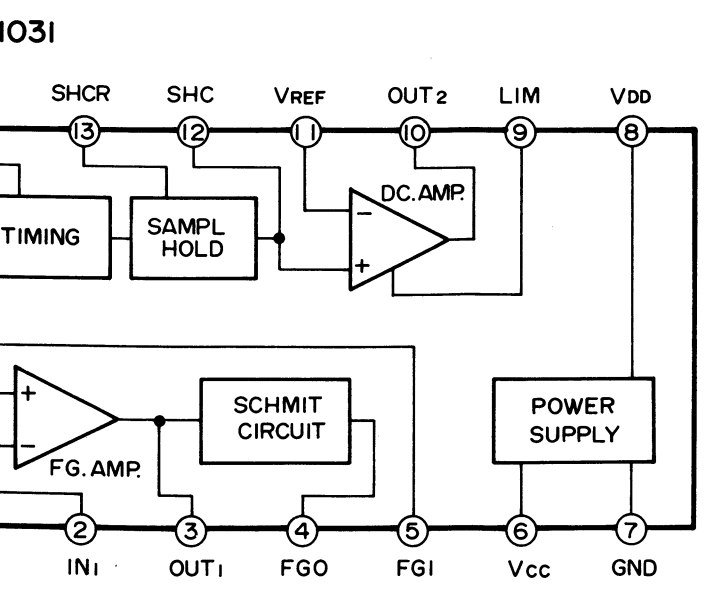 1031
SHCR SHC VREF OUT2 LIM VDD
13 12 11 10 9 8
DC.AMP.
TIMING
SAMPL
HOLD
−
+
+
−
SCHMIT
CIRCUIT
POWER
SUPPLY
FG.AMP.
2 3 4 5 6 7
IN1 OUT1 FGO FGI VCC GND